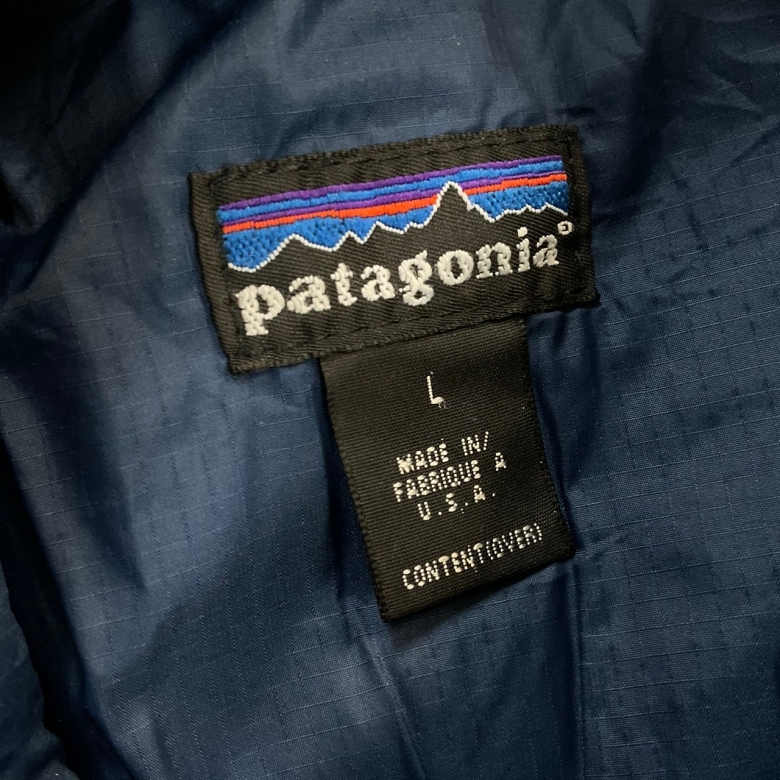 patagonia®
L
MADE IN/
FABRIQUE A
U.S.A.
CONTENT(OVER)